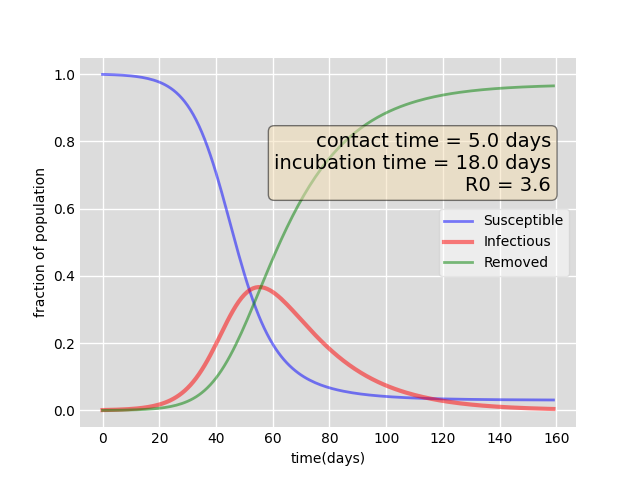 contact time = 5.0 days
incubation time = 18.0 days
R0 = 3.6
Susceptible
Infectious
Removed
fraction of population
1.0
0.8
0.6
0.4
0.2
0.0
0 20 40 60 80 100 120 140 160
time(days)